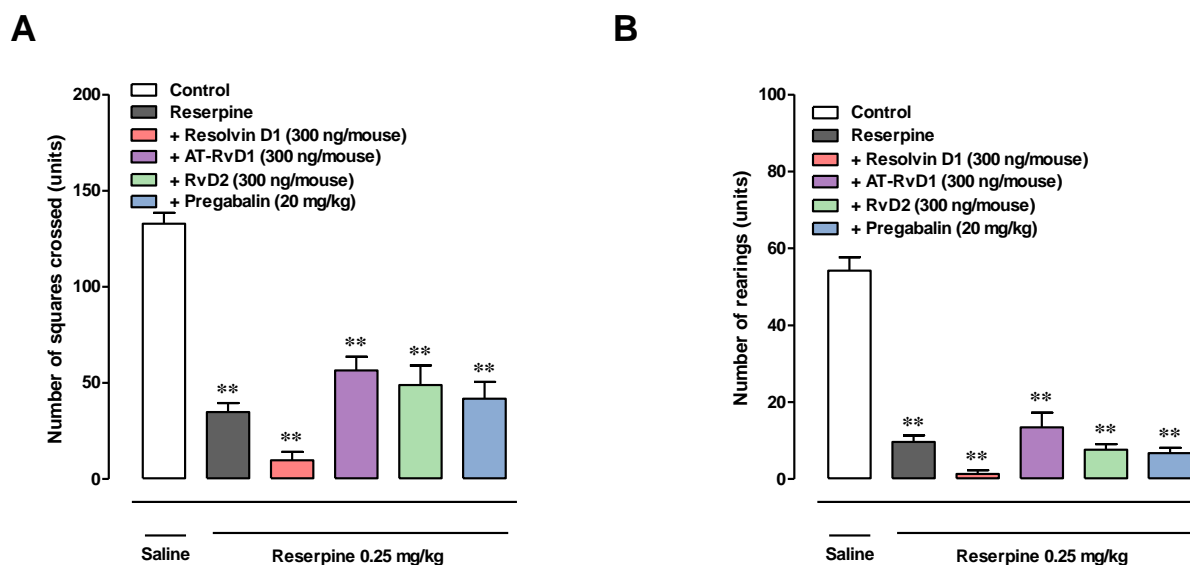 A
Number of squares crossed (units)
200
150
100
50
0
Control
Reserpine
+ Resolvin D1 (300 ng/mouse)
+ AT-RvD1 (300 ng/mouse)
+ RvD2 (300 ng/mouse)
+ Pregabalin (20 mg/kg)
**
**
**
**
**
Saline
Reserpine 0.25 mg/kg
B
Number of rearings (units)
100
80
60
40
20
0
Control
Reserpine
+ Resolvin D1 (300 ng/mouse)
+ AT-RvD1 (300 ng/mouse)
+ RvD2 (300 ng/mouse)
+ Pregabalin (20 mg/kg)
**
**
**
**
**
Saline
Reserpine 0.25 mg/kg